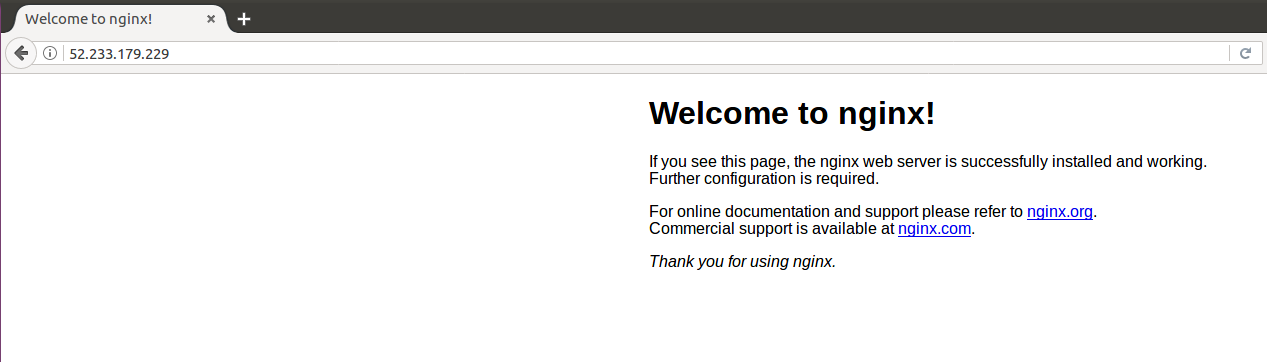 Welcome to nginx!
52.233.179.229
Welcome to nginx!
If you see this page, the nginx web server is successfully installed and working.
Further configuration is required.
For online documentation and support please refer to nginx.org.
Commercial support is available at nginx.com.
Thank you for using nginx.